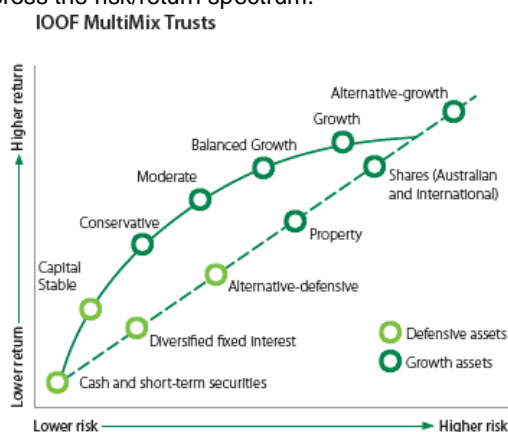 across the risk/return spectrum.
IOOF MultiMix Trusts
Higher return
Lower return
Alternative-growth
Growth
Balanced Growth
Moderate
Shares (Australian
and international)
Conservative
Property
Capital
Stable
Alternative-defensive
Diversified fixed interest
Defensive assets
Growth assets
Cash and short-term securities
Lower risk
Higher risk